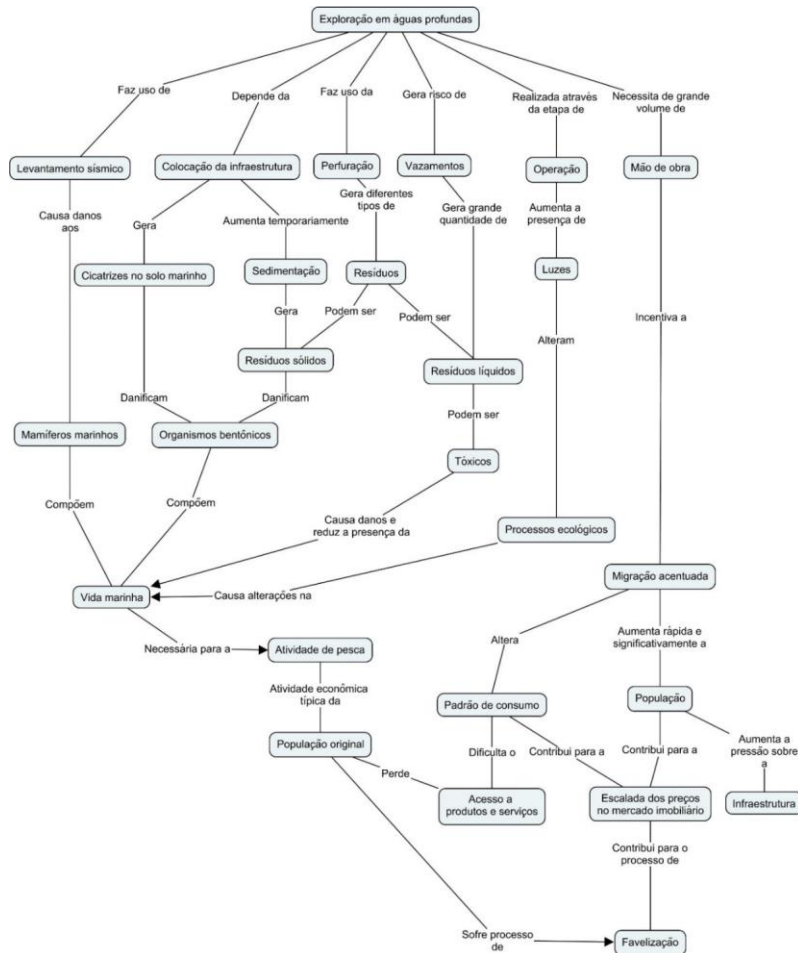 Exploração em águas profundas
Faz uso de
Depende da
Faz uso da
Gera risco de
Realizada através
da etapa de
Necessita de grande
volume de
Levantamento sísmico
Colocação da infraestrutura
Perfuração
Vazamentos
Operação
Mão de obra
Causa danos
aos
Gera
Aumenta temporariamente
Gera diferentes
tipos de
Gera grande
quantidade de
Aumenta a
presença de
Cicatrizes no solo marinho
Sedimentação
Resíduos
Luzes
Gera
Podem ser
Podem ser
Incentiva a
Alteram
Resíduos sólidos
Resíduos líquidos
Danificam
Danificam
Podem ser
Mamíferos marinhos
Organismos bentônicos
Tóxicos
Compõem
Compõem
Causa danos e
reduz a presença da
Processos ecológicos
Vida marinha
Causa alterações na
Migração acentuada
Necessária para a
Atividade de pesca
Altera
Aumenta rápida e
significativamente a
Atividade econômica
típica da
Padrão de consumo
População
População original
Dificulta o
Contribui para a
Contribui para a
Aumenta a
pressão sobre
a
Perde
Acesso a
produtos e serviços
Escalada dos preços
no mercado imobiliário
Infraestrutura
Contribui para o
processo de
Sofre processo
de
Favelização